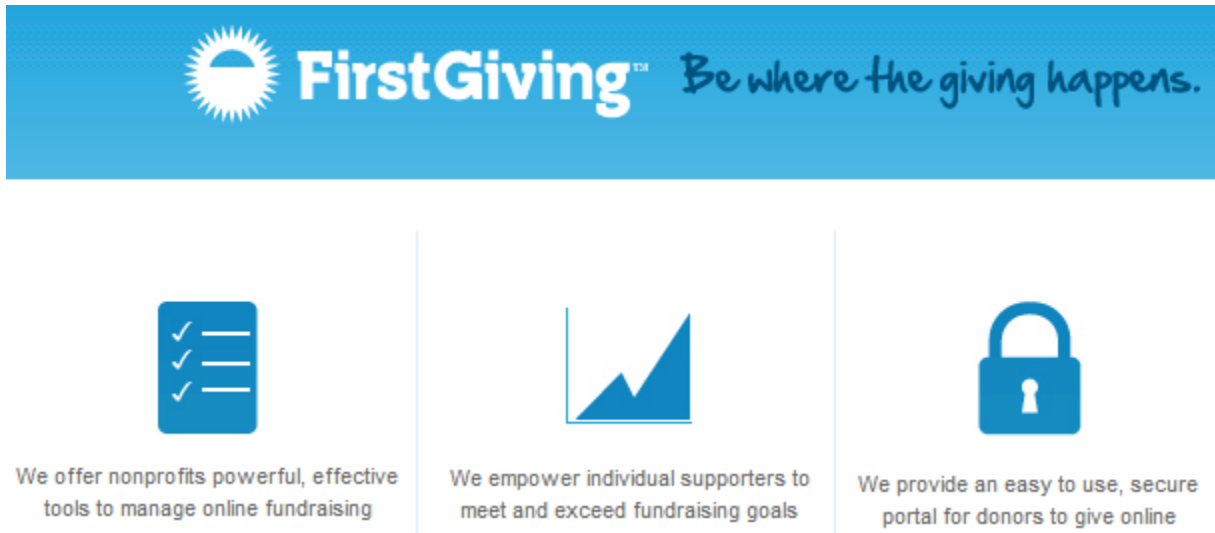 FirstGiving™ Be where the giving happens.
We offer nonprofits powerful, effective
tools to manage online fundraising
We empower individual supporters to
meet and exceed fundraising goals
We provide an easy to use, secure
portal for donors to give online